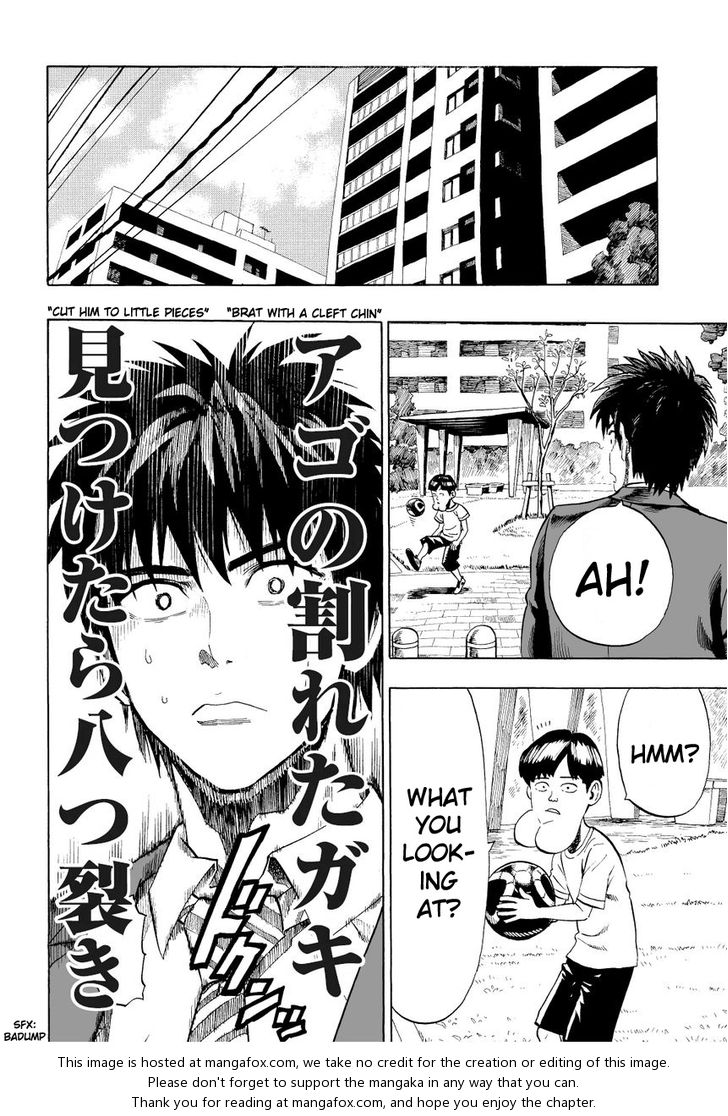 AH!
HMM?
WHAT
YOU
LOOK-
ING
AT?
"CUT HIM TO LITTLE PIECES" "BRAT WITH A CLEFT CHIN"
アゴの割れたガキ
見つけたら八つ裂き
ドクンッ
SFX:
BADUMP
This image is hosted at mangafox.com, we take no credit for the creation or editing of this image.
Please don't forget to support the mangaka in any way that you can.
Thank you for reading at mangafox.com, and hope you enjoy the chapter.